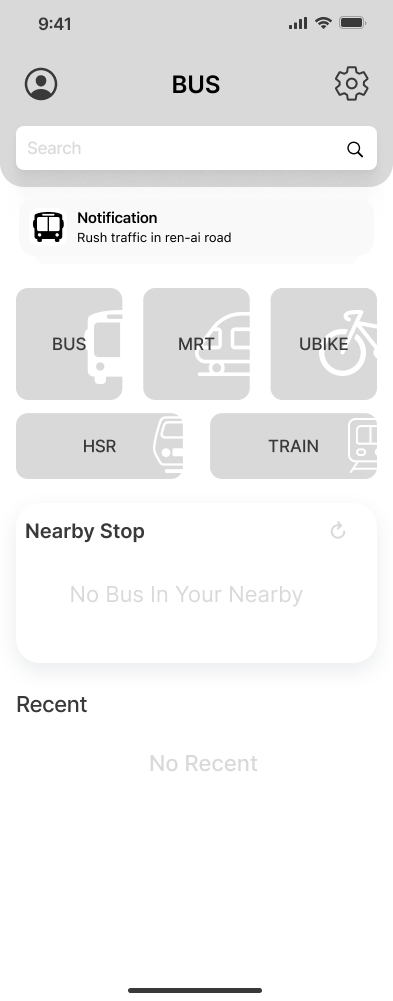 9:41
BUS
Search
Notification
Rush traffic in ren-ai road
BUS
MRT
UBIKE
HSR
TRAIN
Nearby Stop
No Bus In Your Nearby
Recent
No Recent